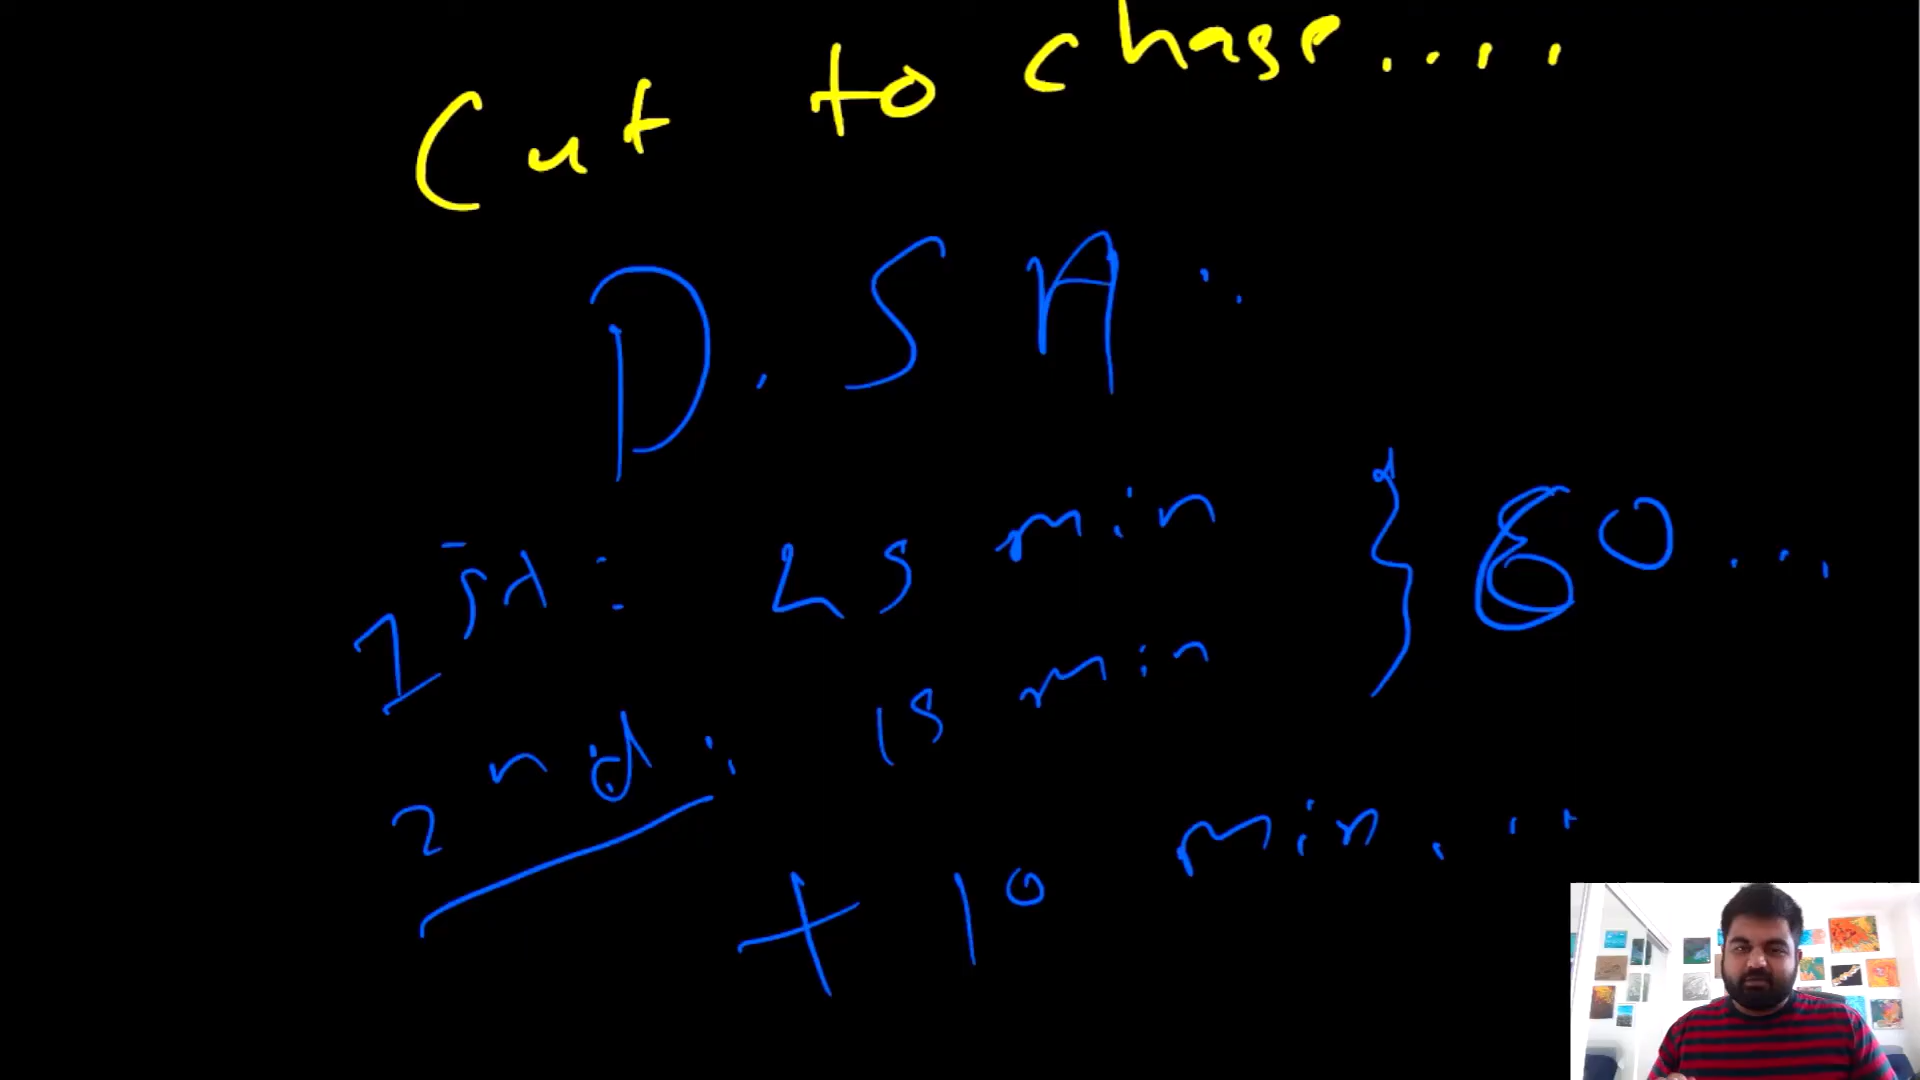 Cut to chase....
D. S A..
1st: 45 min
2nd: 15 min
} 60...
+ 10 min...